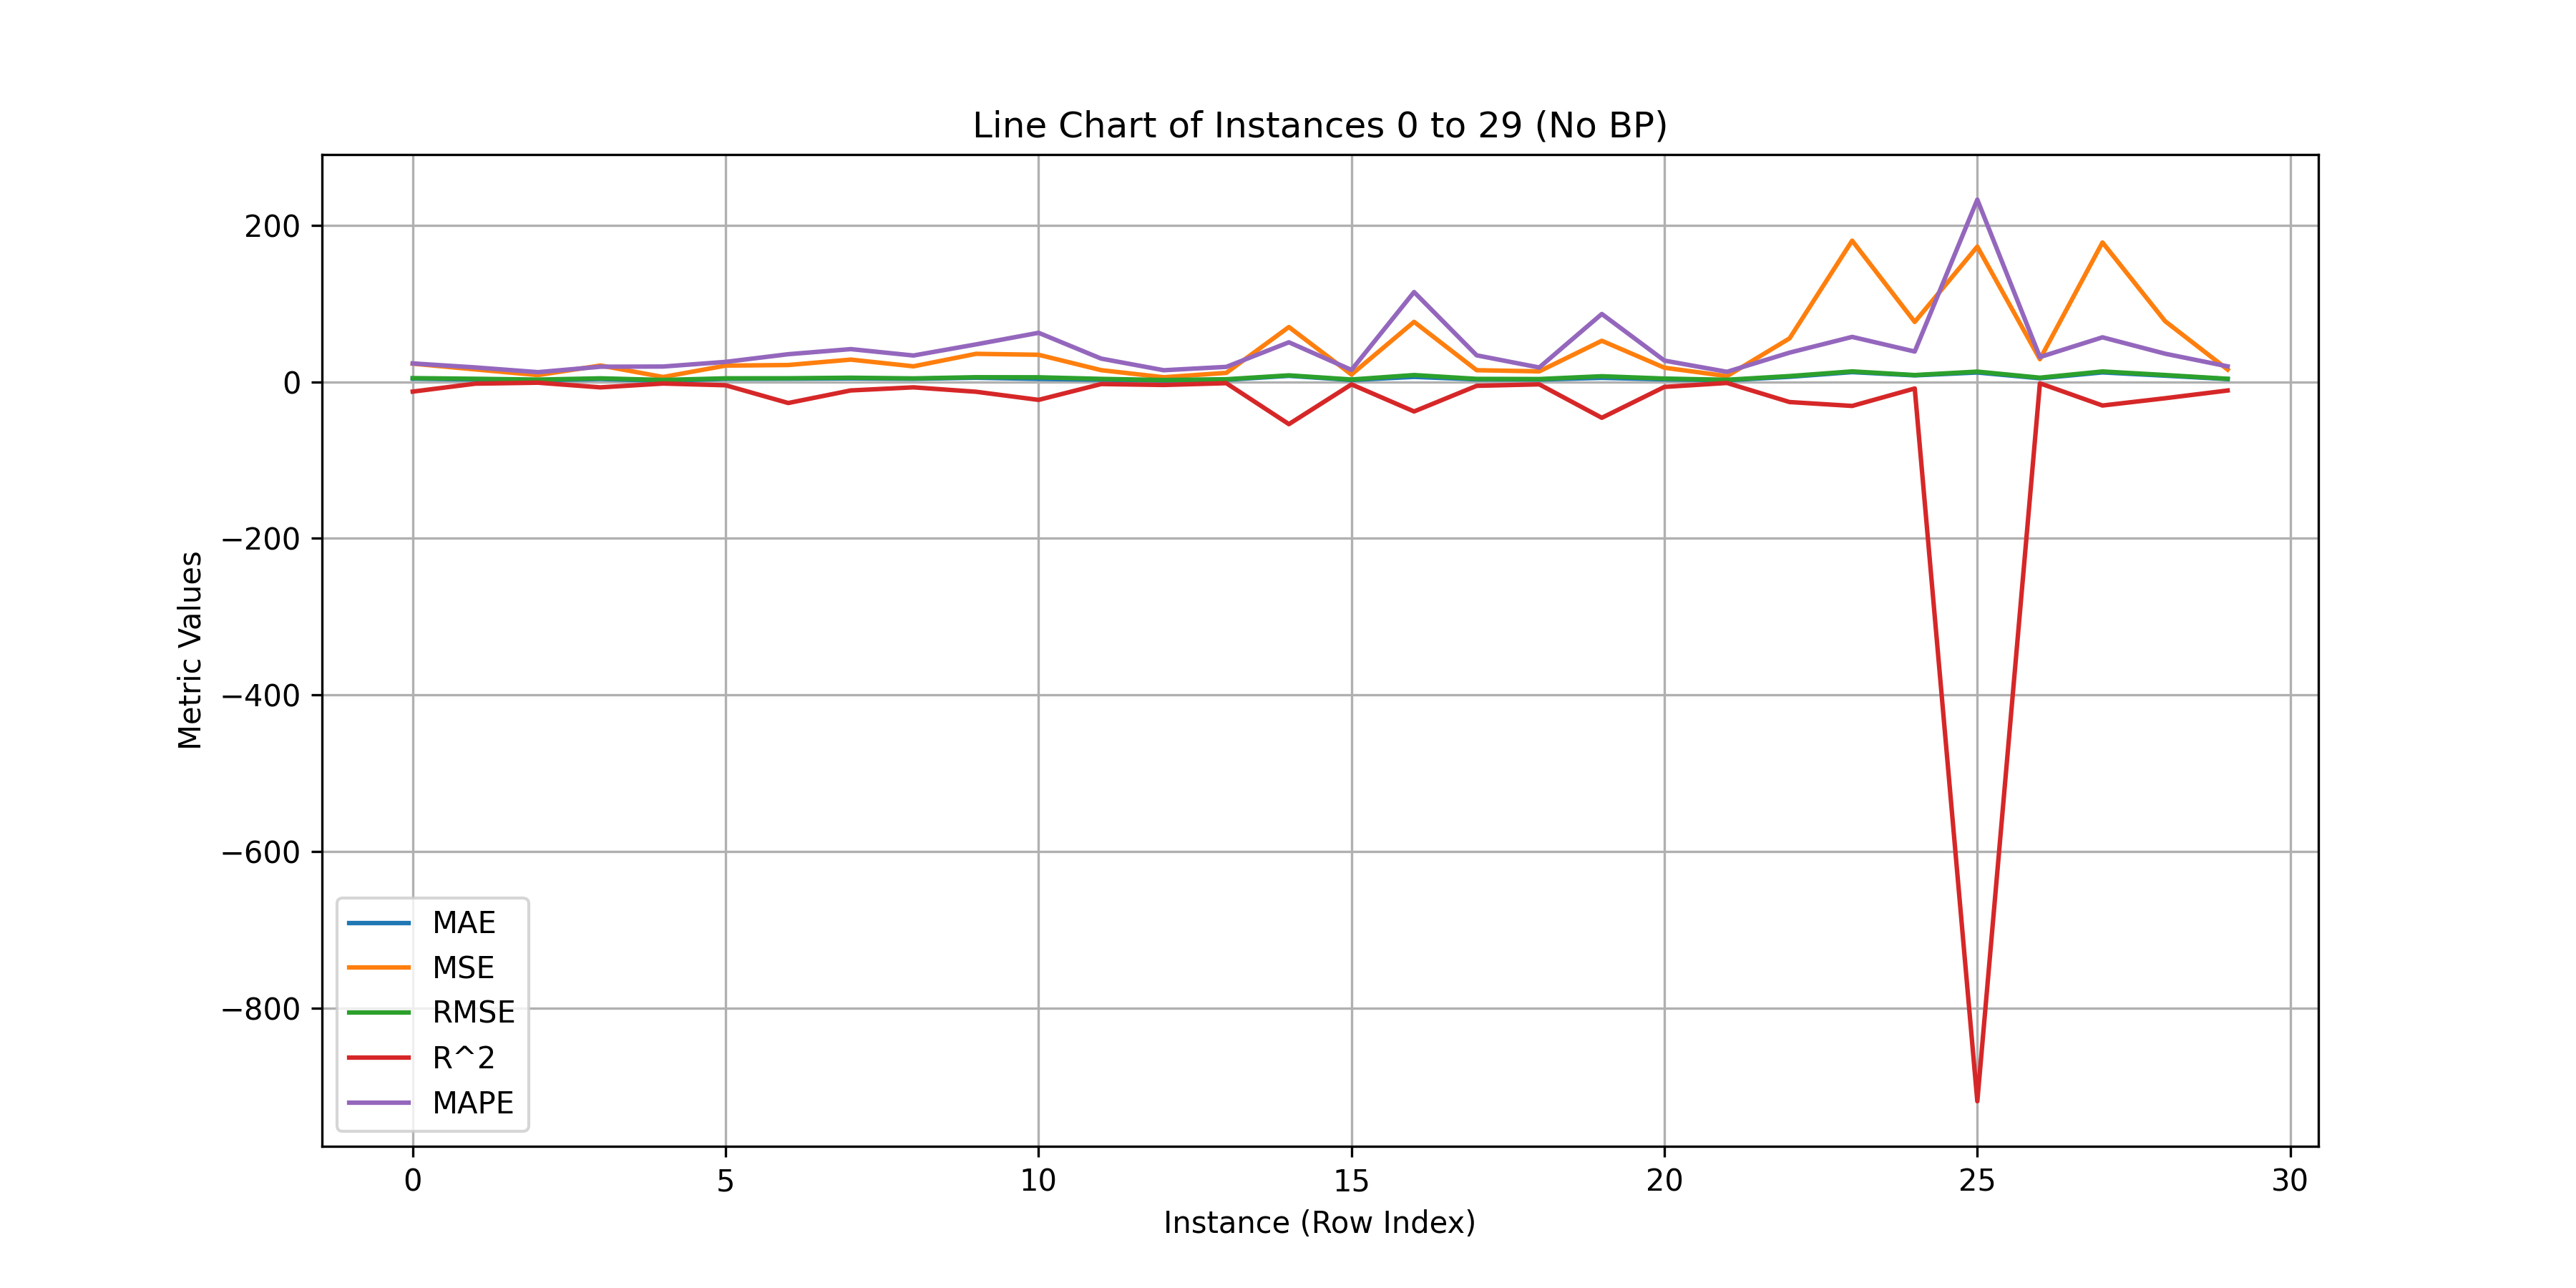 Line Chart of Instances 0 to 29 (No BP)
200
0
−200
−400
−600
−800
Metric Values
MAE
MSE
RMSE
R^2
MAPE
0 5 10 15 20 25 30
Instance (Row Index)